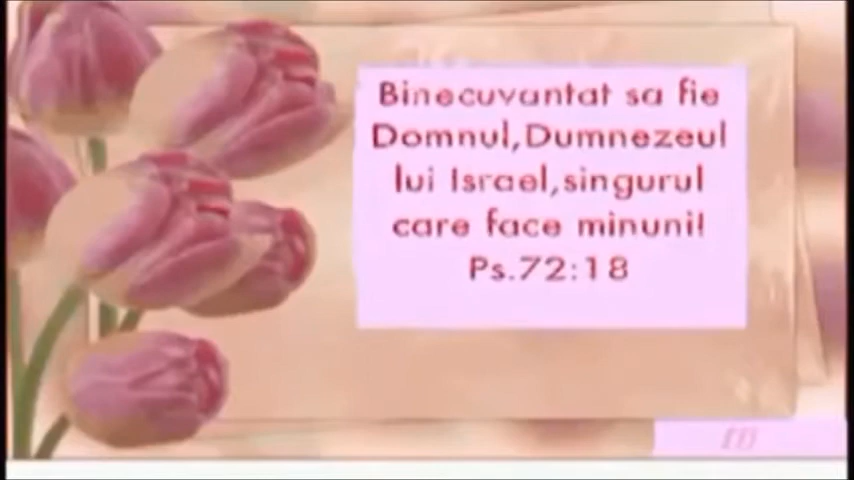 Binecuvantat sa fie
Domnul,Dumnezeul
lui Israel,singurul
care face minuni!
Ps.72:18